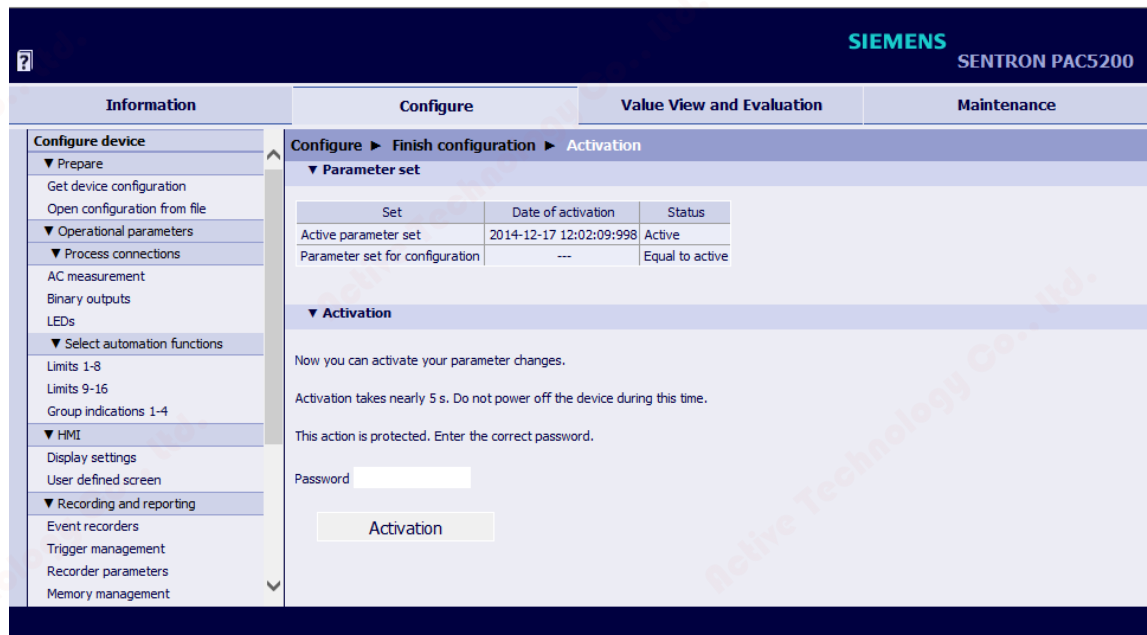 SIEMENS
? SENTRON PAC5200
Information Configure Value View and Evaluation Maintenance
Configure device
▼ Prepare
Get device configuration
Open configuration from file
▼ Operational parameters
▼ Process connections
AC measurement
Binary outputs
LEDs
▼ Select automation functions
Limits 1-8
Limits 9-16
Group indications 1-4
▼ HMI
Display settings
User defined screen
▼ Recording and reporting
Event recorders
Trigger management
Recorder parameters
Memory management
Configure ► Finish configuration ► Activation
▼ Parameter set
Set Date of activation Status
Active parameter set 2014-12-17 12:02:09:998 Active
Parameter set for configuration --- Equal to active
▼ Activation
Now you can activate your parameter changes.
Activation takes nearly 5 s. Do not power off the device during this time.
This action is protected. Enter the correct password.
Password
Activation
Active Technology Co., Ltd.